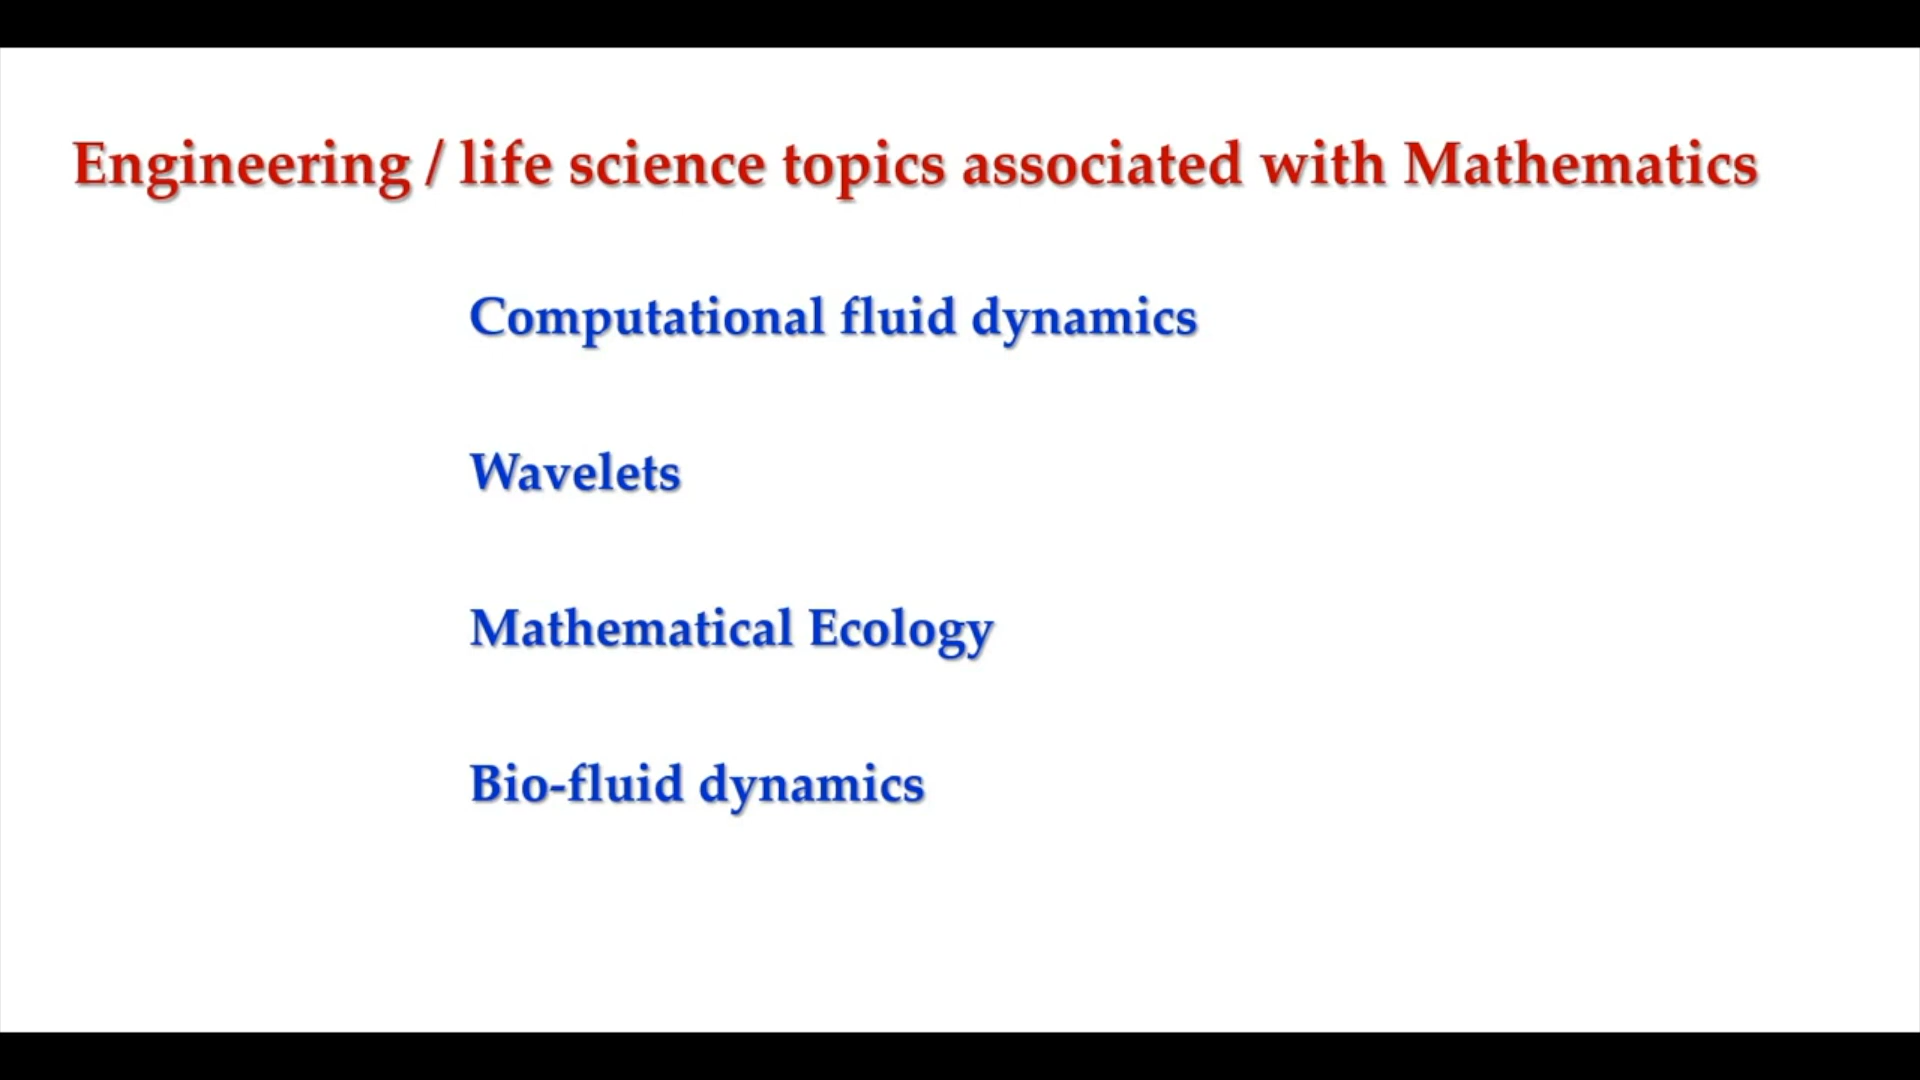 Engineering / life science topics associated with Mathematics
Computational fluid dynamics
Wavelets
Mathematical Ecology
Bio-fluid dynamics